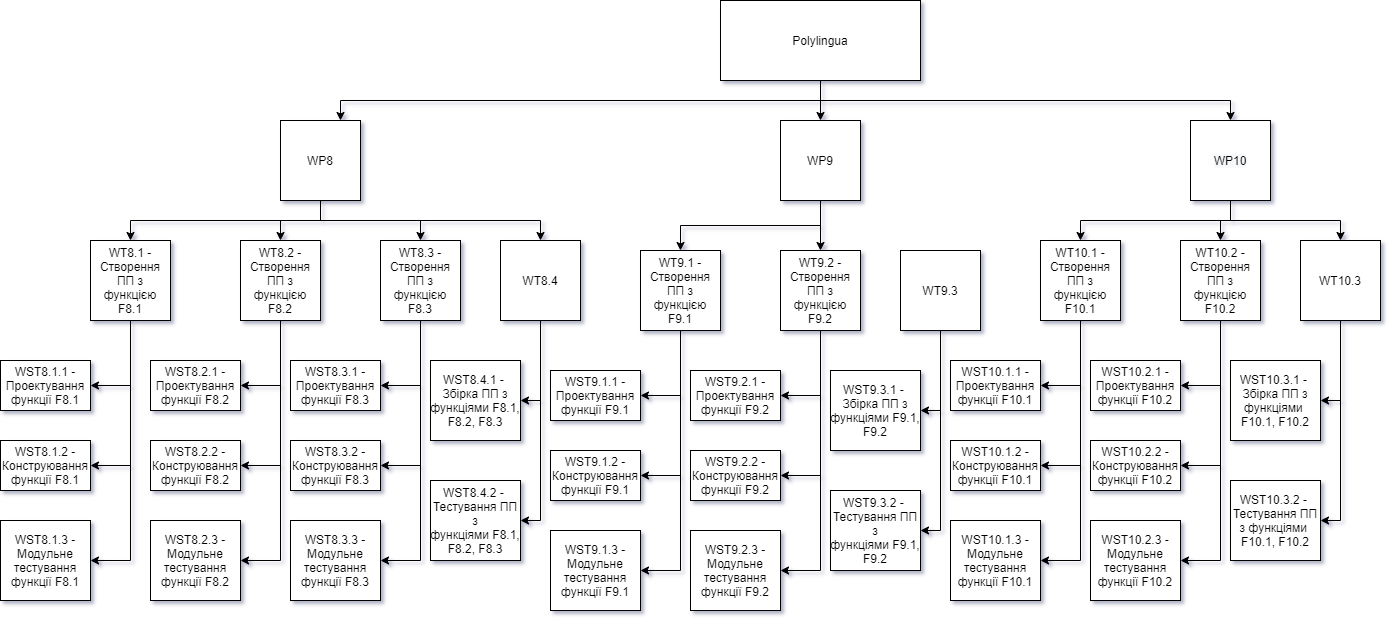 Polylingua
WP8
WP9
WP10
WT8.1 -
Створення
ПП з
функцією
F8.1
WT8.2 -
Створення
ПП з
функцією
F8.2
WT8.3 -
Створення
ПП з
функцією
F8.3
WT8.4
WT9.1 -
Створення
ПП з
функцією
F9.1
WT9.2 -
Створення
ПП з
функцією
F9.2
WT9.3
WT10.1 -
Створення
ПП з
функцією
F10.1
WT10.2 -
Створення
ПП з
функцією
F10.2
WT10.3
WST8.1.1 -
Проектування
функції F8.1
WST8.2.1 -
Проектування
функції F8.2
WST8.3.1 -
Проектування
функції F8.3
WST8.4.1 -
Збірка ПП з
функціями F8.1,
F8.2, F8.3
WST9.1.1 -
Проектування
функції F9.1
WST9.2.1 -
Проектування
функції F9.2
WST9.3.1 -
Збірка ПП з
функціями F9.1,
F9.2
WST10.1.1 -
Проектування
функції F10.1
WST10.2.1 -
Проектування
функції F10.2
WST10.3.1 -
Збірка ПП з
функціями
F10.1, F10.2
WST8.1.2 -
Конструювання
функції F8.1
WST8.2.2 -
Конструювання
функції F8.2
WST8.3.2 -
Конструювання
функції F8.3
WST8.4.2 -
Тестування ПП
з
функціями F8.1,
F8.2, F8.3
WST9.1.2 -
Конструювання
функції F9.1
WST9.2.2 -
Конструювання
функції F9.2
WST9.3.2 -
Тестування ПП
з
функціями F9.1,
F9.2
WST10.1.2 -
Конструювання
функції F10.1
WST10.2.2 -
Конструювання
функції F10.2
WST10.3.2 -
Тестування ПП
з функціями
F10.1, F10.2
WST8.1.3 -
Модульне
тестування
функції F8.1
WST8.2.3 -
Модульне
тестування
функції F8.2
WST8.3.3 -
Модульне
тестування
функції F8.3
WST9.1.3 -
Модульне
тестування
функції F9.1
WST9.2.3 -
Модульне
тестування
функції F9.2
WST10.1.3 -
Модульне
тестування
функції F10.1
WST10.2.3 -
Модульне
тестування
функції F10.2